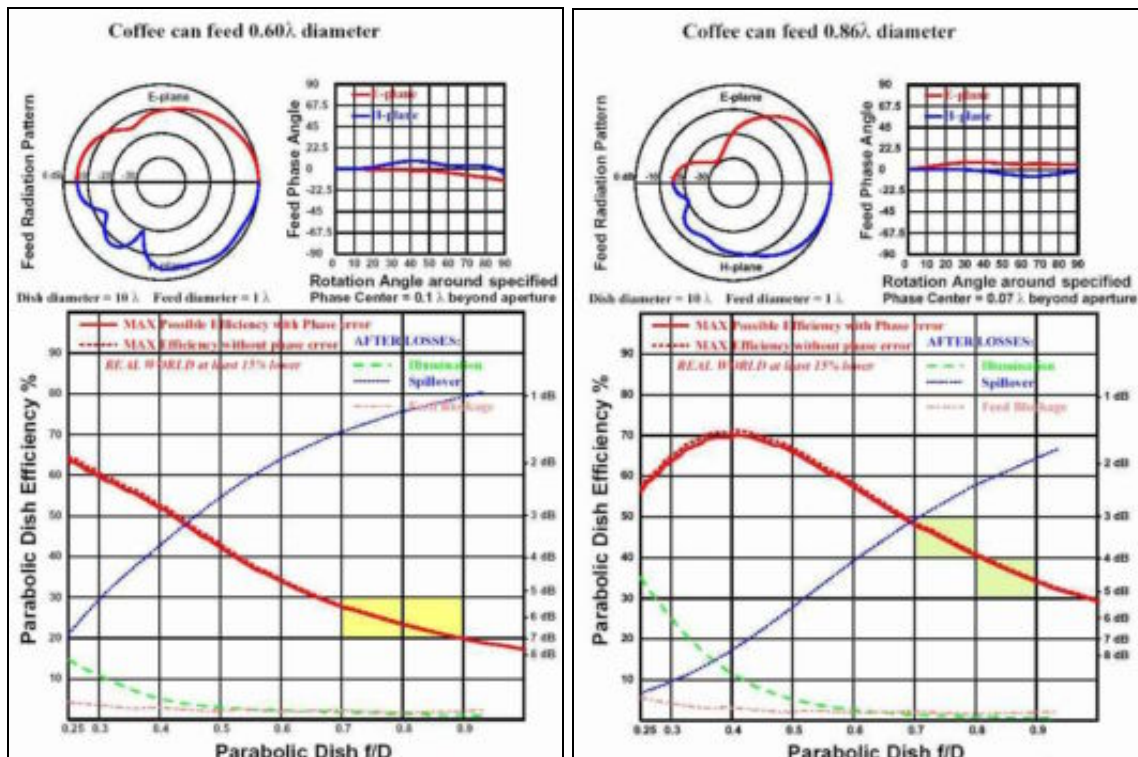 Coffee can feed 0.60λ diameter
Feed Radiation Pattern
E-plane
0 dB -10 -20 -30
H-plane
Feed Phase Angle
90
67.5
45
22.5
0
-22.5
-45
-67.5
-90
E-plane
H-plane
0 10 20 30 40 50 60 70 80 90
Rotation Angle around specified
Dish diameter = 10 λ Feed diameter = 1 λ
Phase Center = 0.1 λ beyond aperture
MAX Possible Efficiency with Phase error
MAX Efficiency without phase error
REAL WORLD at least 15% lower
AFTER LOSSES:
Illumination
Spillover
Feed Blockage
Parabolic Dish Efficiency %
90
80
70
60
50
40
30
20
10
1 dB
2 dB
3 dB
4 dB
5 dB
6 dB
7 dB
8 dB
0.25 0.3 0.4 0.5 0.6 0.7 0.8 0.9
Parabolic Dish f/D
Coffee can feed 0.86λ diameter
Feed Radiation Pattern
E-plane
0 dB -10 -30
H-plane
Feed Phase Angle
90
67.5
45
22.5
0
-22.5
-45
-67.5
-90
E-plane
H-plane
0 10 20 30 40 50 60 70 80 90
Rotation Angle around specified
Dish diameter = 10 λ Feed diameter = 1 λ
Phase Center = 0.07 λ beyond aperture
MAX Possible Efficiency with Phase error
MAX Efficiency without phase error
REAL WORLD at least 15% lower
AFTER LOSSES:
Illumination
Spillover
Feed Blockage
Parabolic Dish Efficiency %
90
80
70
60
50
40
30
20
10
1 dB
2 dB
3 dB
4 dB
5 dB
6 dB
7 dB
8 dB
0.25 0.3 0.4 0.5 0.6 0.7 0.8 0.9
Parabolic Dish f/D